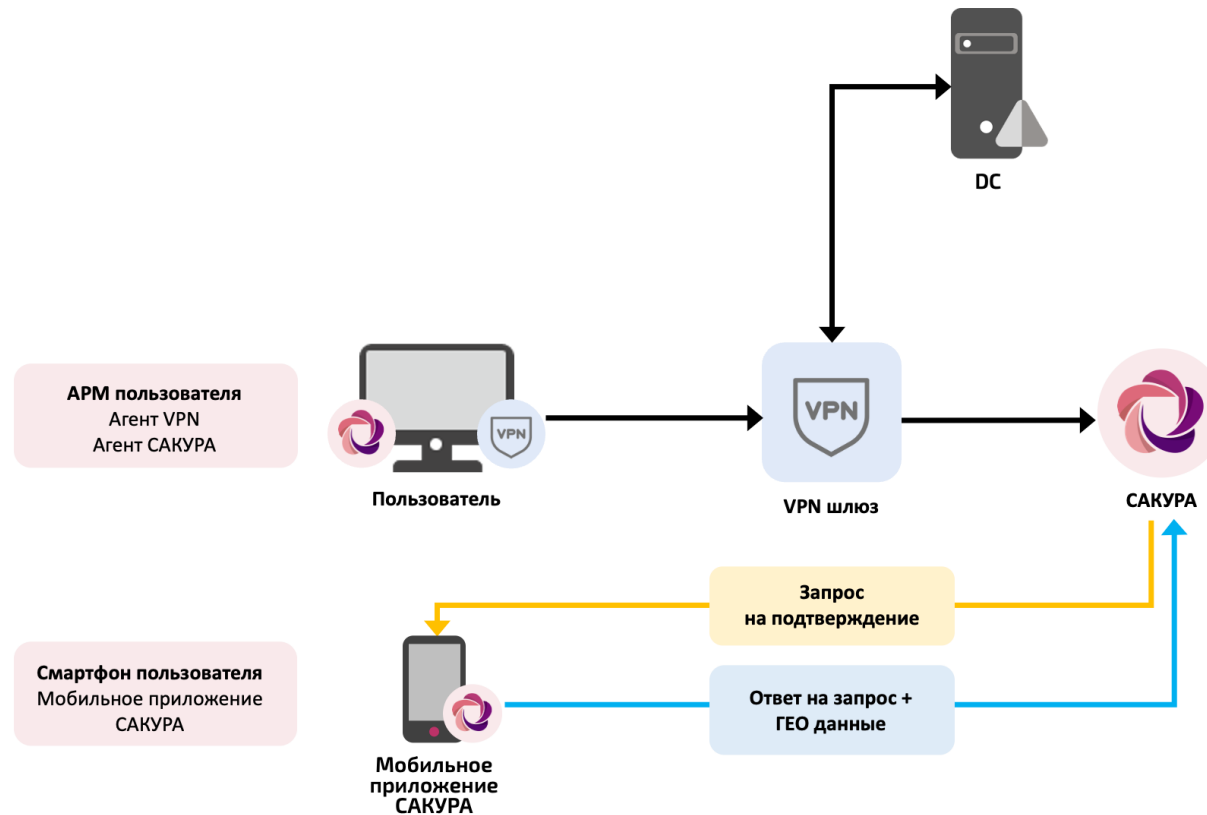 DC
АРМ пользователя
Агент VPN
Агент САКУРА
VPN
Пользователь
VPN
VPN шлюз
САКУРА
Запрос
на подтверждение
Смартфон пользователя
Мобильное приложение
САКУРА
Ответ на запрос +
ГЕО данные
Мобильное
приложение
САКУРА